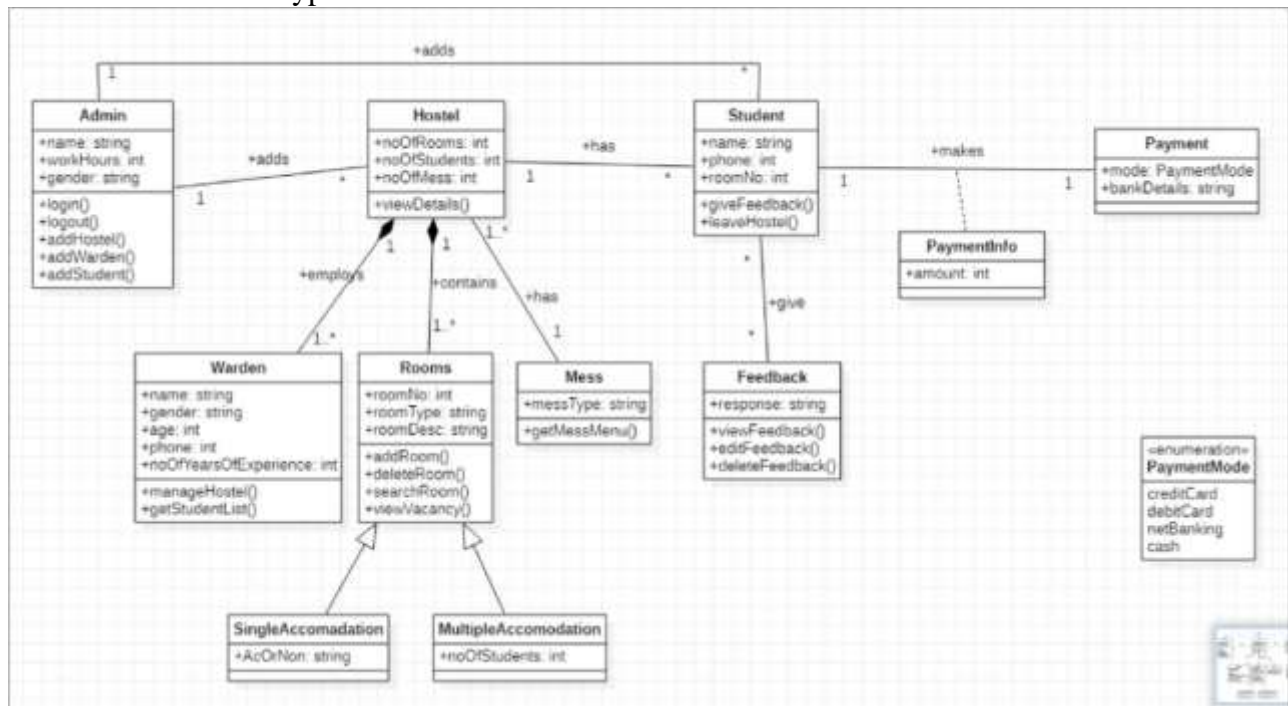 +adds
1
*
Admin
+name: string
+workHours: int
+gender: string
+login()
+logout()
+addHostel()
+addWarden()
+addStudent()
+adds
1
*
Hostel
+noOfRooms: int
+noOfStudents: int
+noOfMess: int
+viewDetails()
+has
1
*
Student
+name: string
+phone: int
+roomNo: int
+giveFeedback()
+leaveHostel()
+makes
1
1
Payment
+mode: PaymentMode
+bankDetails: string
PaymentInfo
+amount: int
1
+employs
1..*
1
+contains
1..*
1..*
+has
1
*
+give
*
Warden
+name: string
+gender: string
+age: int
+phone: int
+noOfYearsOfExperience: int
+manageHostel()
+getStudentList()
Rooms
+roomNo: int
+roomType: string
+roomDesc: string
+addRoom()
+deleteRoom()
+searchRoom()
+viewVacancy()
Mess
+messType: string
+getMessMenu()
Feedback
+response: string
+viewFeedback()
+editFeedback()
+deleteFeedback()
«enumeration»
PaymentMode
creditCard
debitCard
netBanking
cash
SingleAccomadation
+AcOrNon: string
MultipleAccomodation
+noOfStudents: int